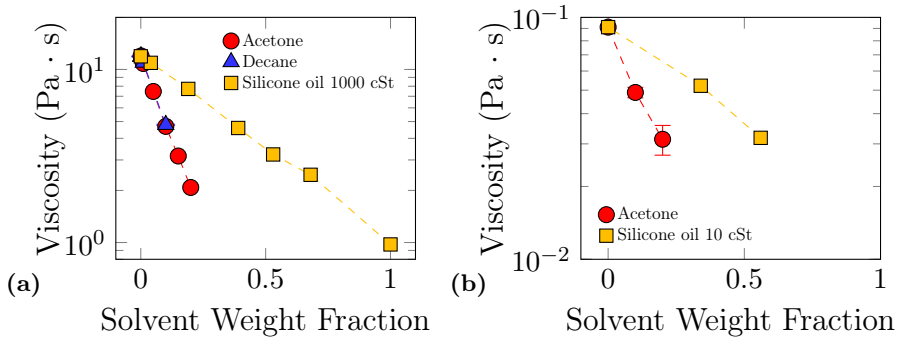 Viscosity (Pa · s)
10^1
10^0
Acetone
Decane
Silicone oil 1000 cSt
0
0.5
1
(a)
Solvent Weight Fraction
Viscosity (Pa · s)
10^−1
10^−2
Acetone
Silicone oil 10 cSt
0
0.5
1
(b)
Solvent Weight Fraction